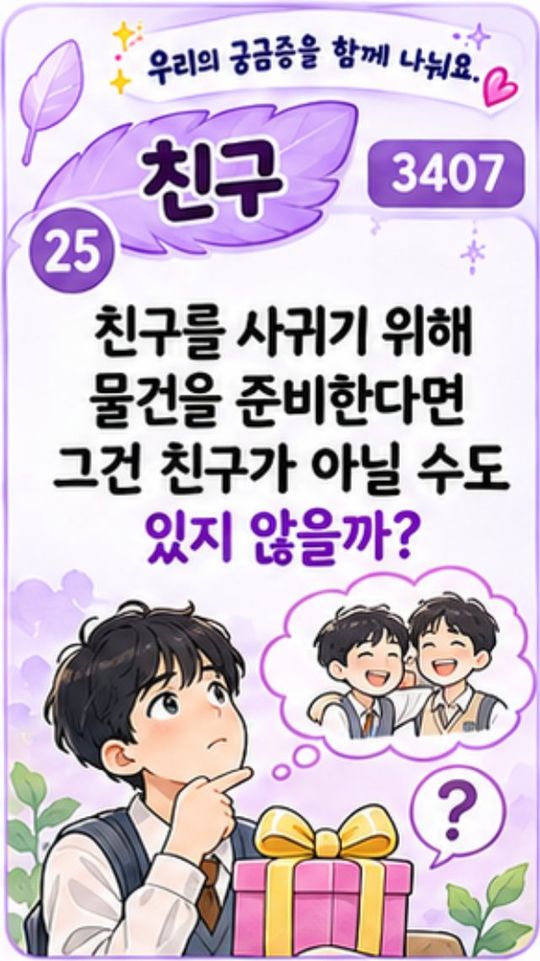 우리의 궁금증을 함께 나눠요.
친구
3407
25
친구를 사귀기 위해
물건을 준비한다면
그건 친구가 아닐 수도
있지 않을까?
?